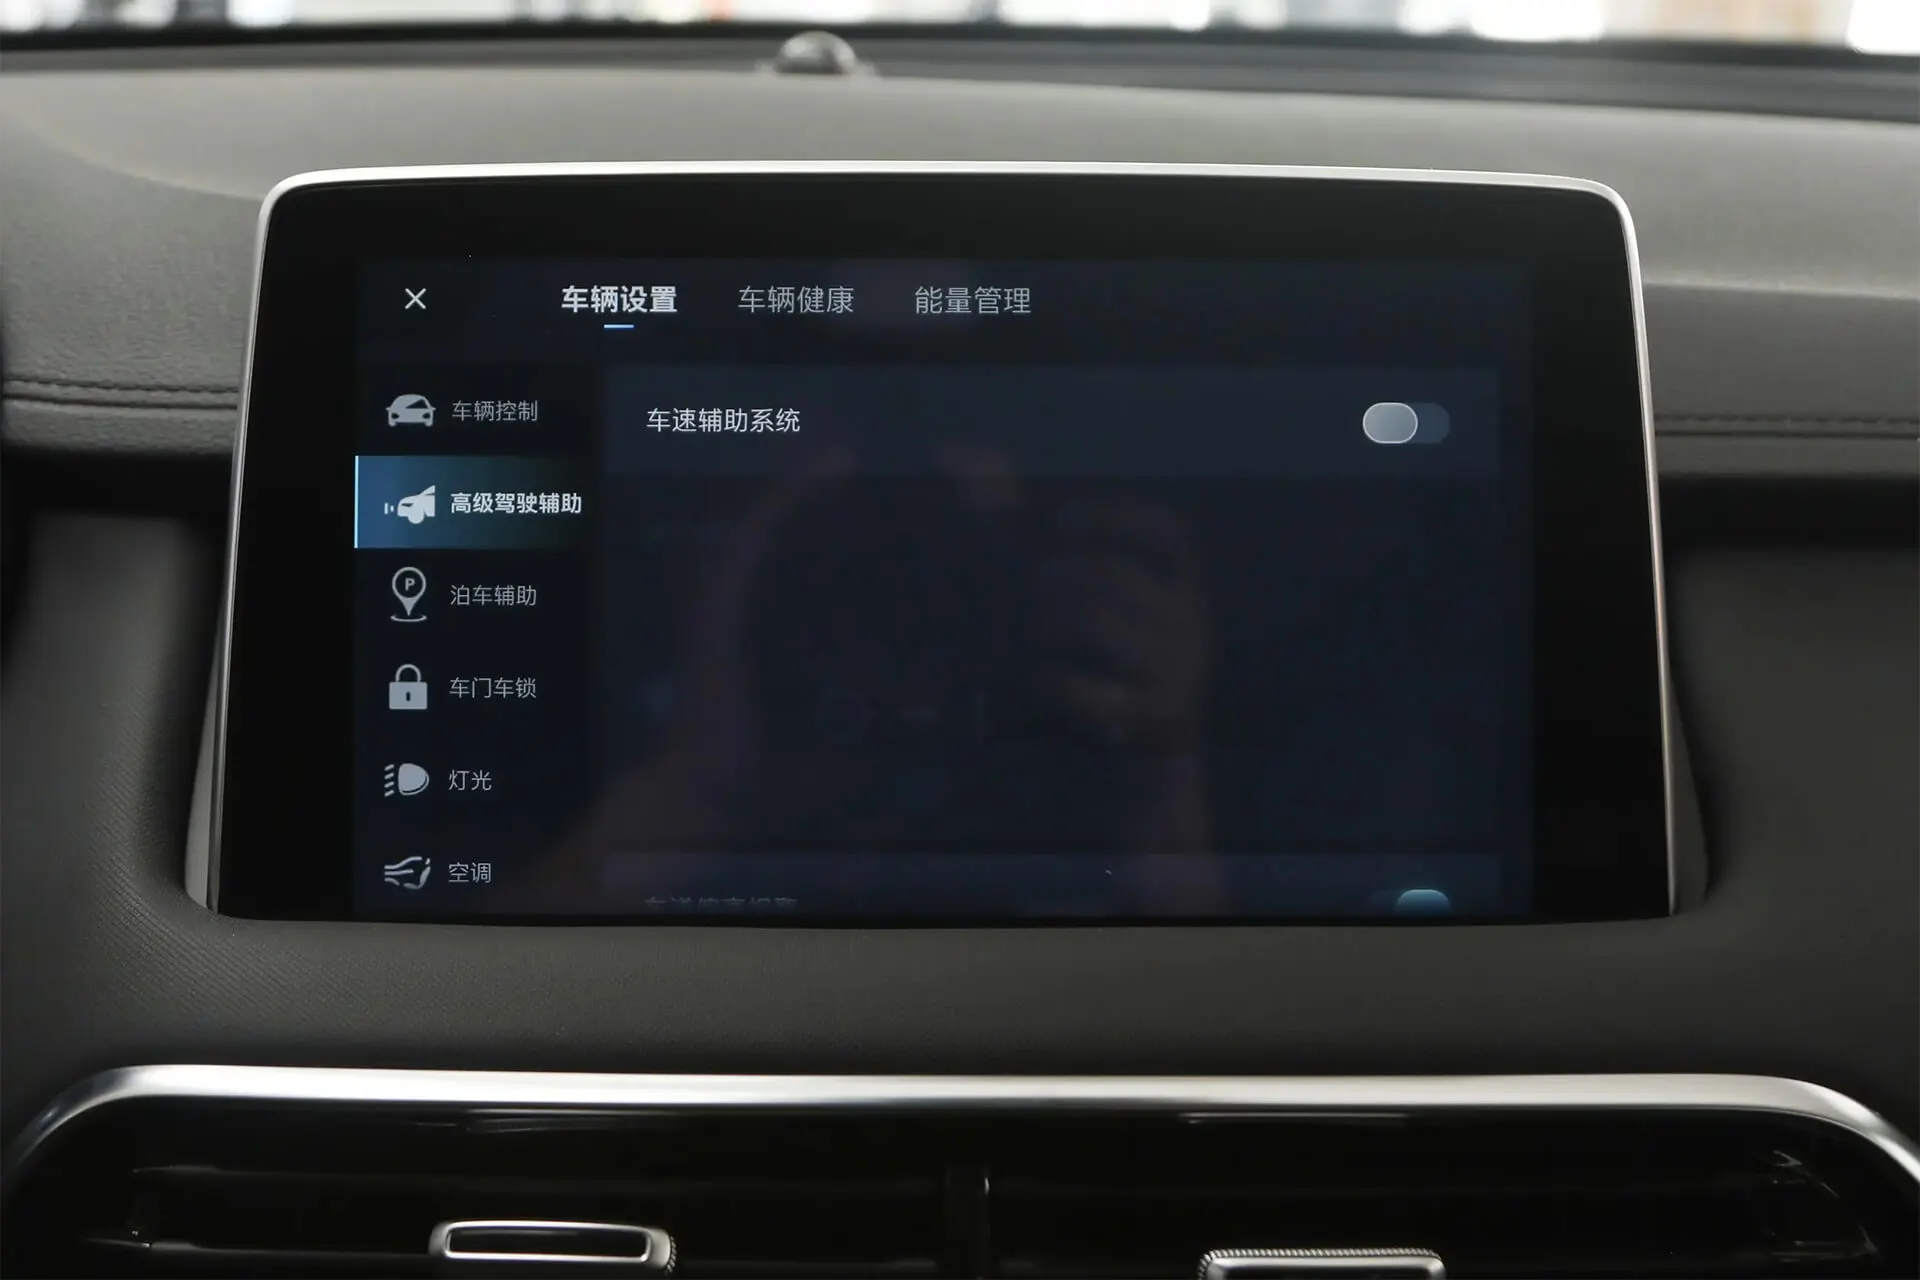 车辆设置 车辆健康 能量管理
车辆控制
车速辅助系统
高级驾驶辅助
P
泊车辅助
车门车锁
灯光
空调